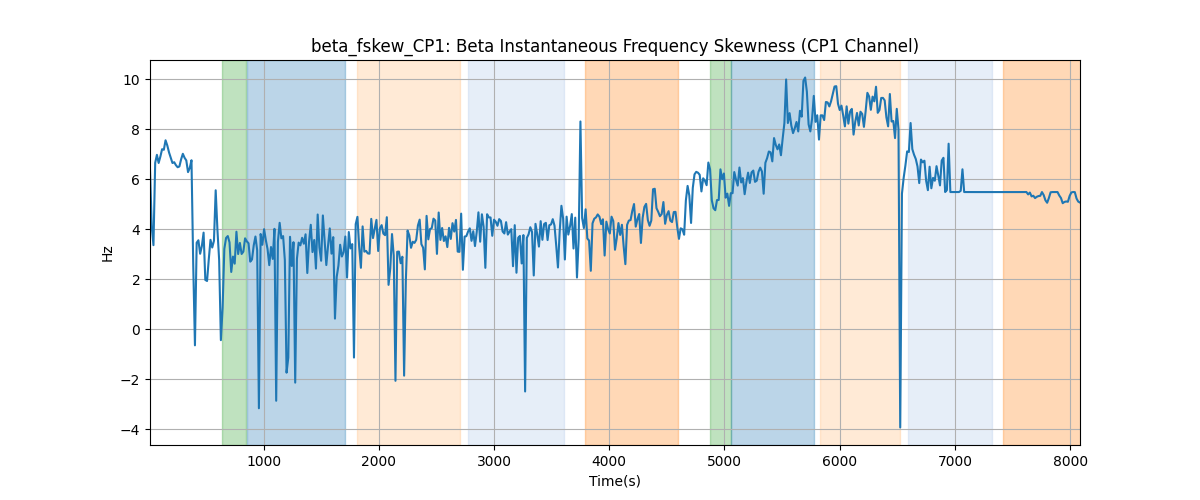 beta_fskew_CP1: Beta Instantaneous Frequency Skewness (CP1 Channel)
10
8
6
4
2
0
−2
−4
Hz
1000 2000 3000 4000 5000 6000 7000 8000
Time(s)